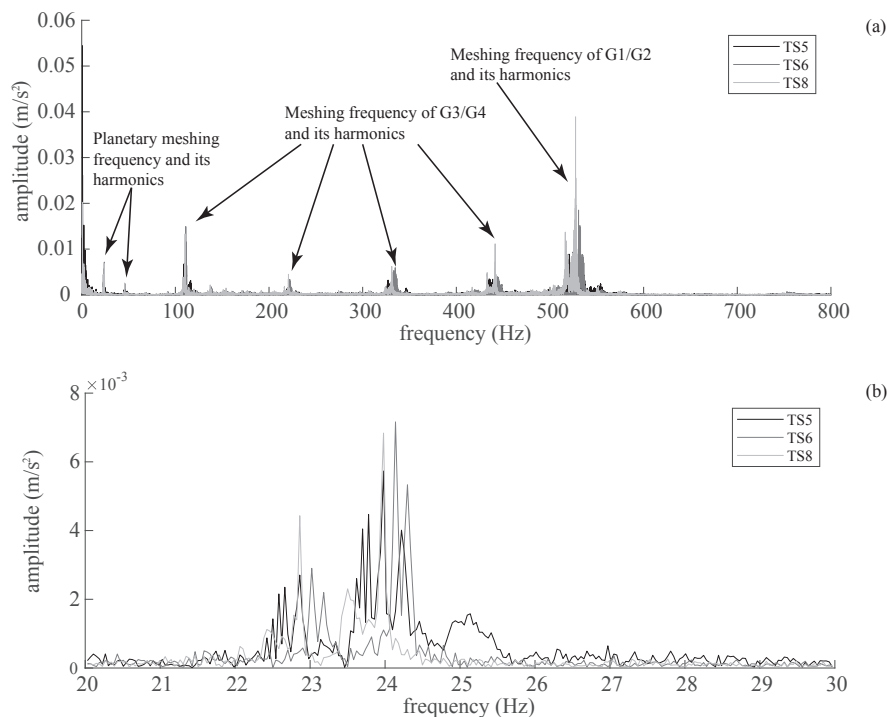 0.06
(a)
TS5
TS6
TS8
0.05
Meshing frequency of G1/G2
and its harmonics
0.04
amplitude (m/s²)
Meshing frequency of G3/G4
and its harmonics
0.03
Planetary meshing
frequency and its
harmonics
0.02
0.01
0
0 100 200 300 400 500 600 700 800
frequency (Hz)
8 ×10⁻³
(b)
TS5
TS6
TS8
6
amplitude (m/s²)
4
2
0
20 21 22 23 24 25 26 27 28 29 30
frequency (Hz)